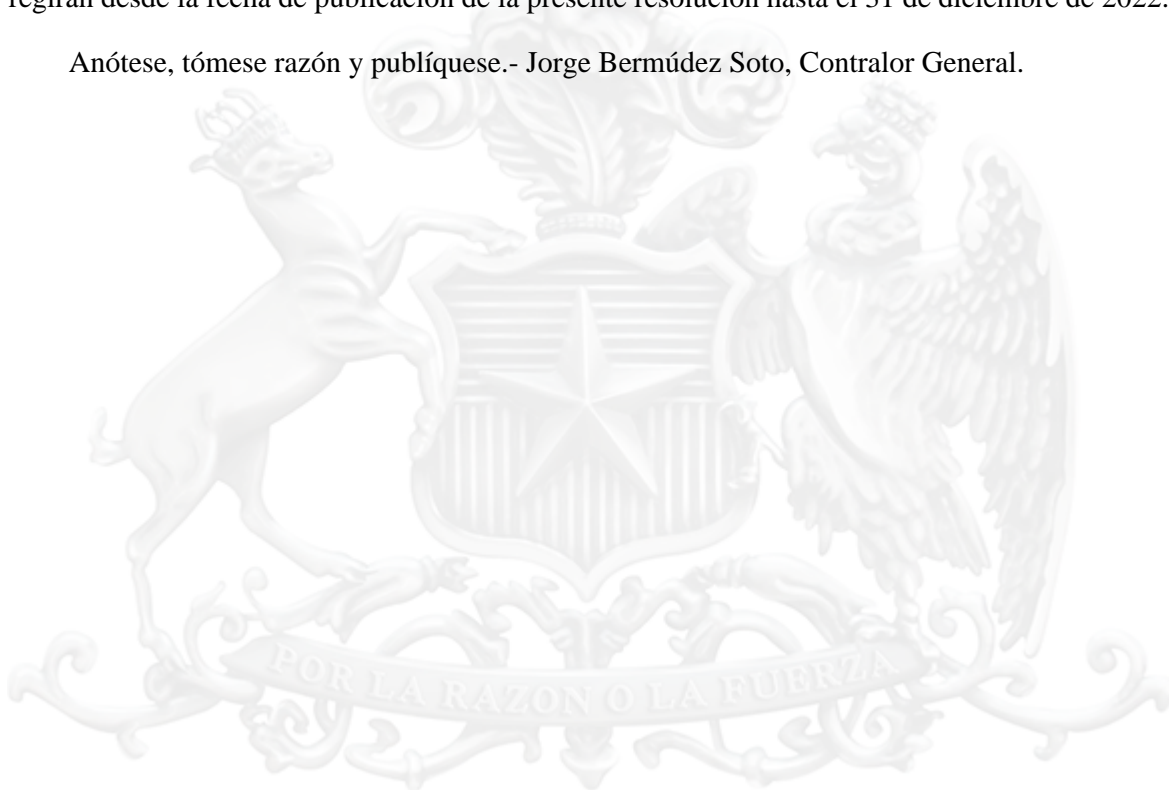 regirán desde la fecha de publicación de la presente resolución hasta el 31 de diciembre de 2022.
Anótese, tómese razón y publíquese.- Jorge Bermúdez Soto, Contralor General.
POR LA RAZON O LA FUERZA